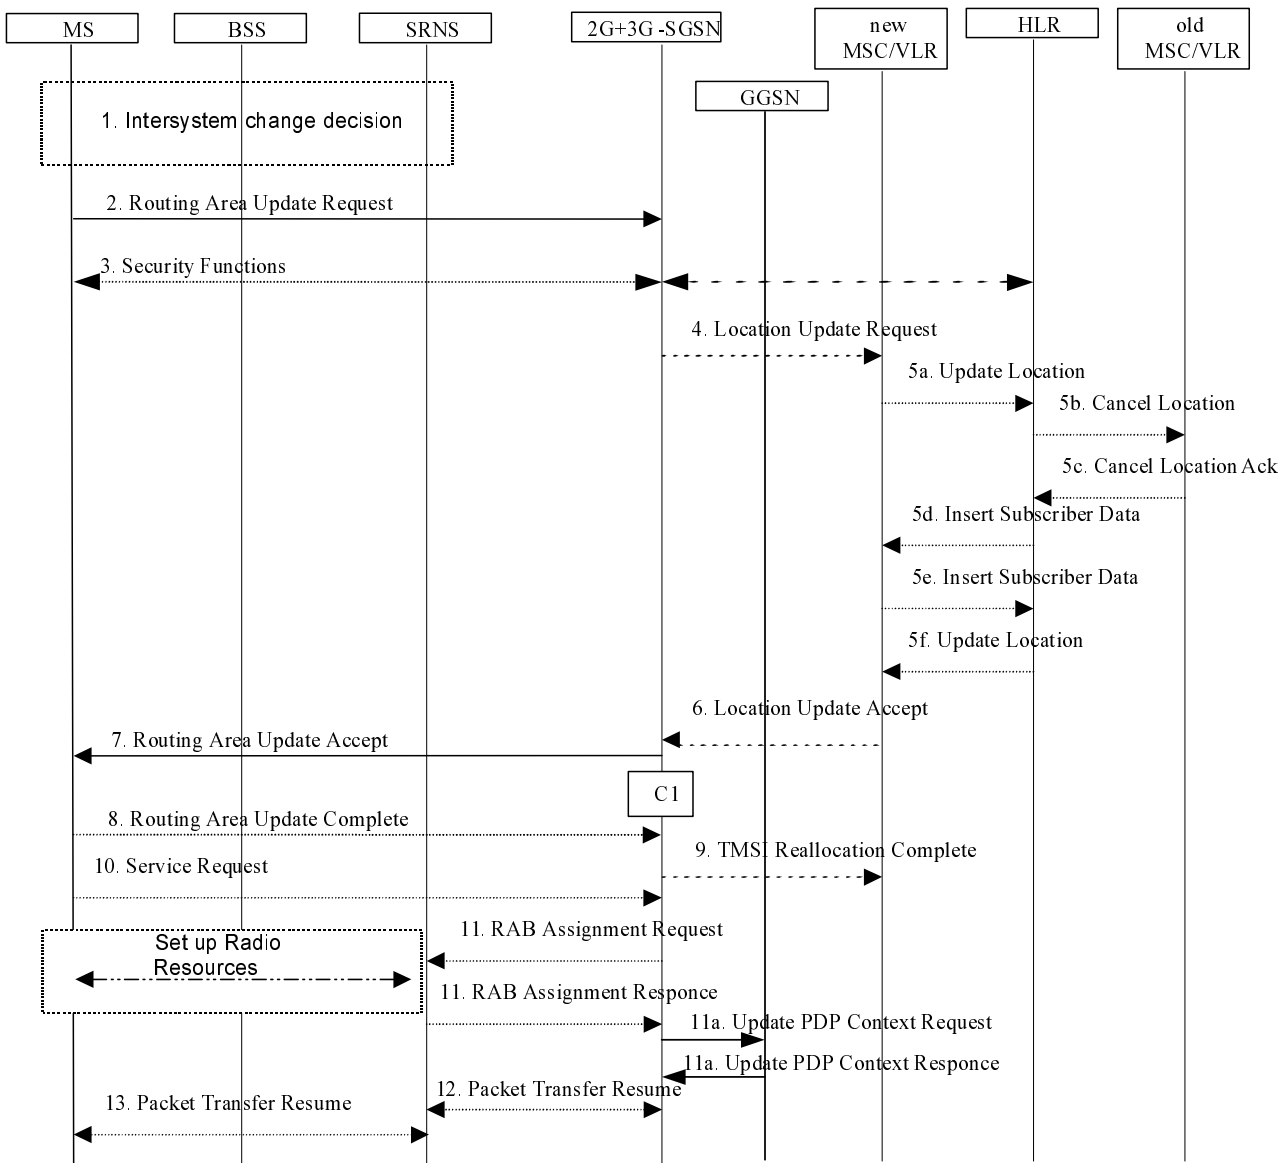 MS
BSS
SRNS
2G+3G-SGSN
new
MSC/VLR
HLR
old
MSC/VLR
GGSN
1. Intersystem change decision
2. Routing Area Update Request
3. Security Functions
4. Location Update Request
5a. Update Location
5b. Cancel Location
5c. Cancel Location Ack
5d. Insert Subscriber Data
5e. Insert Subscriber Data
5f. Update Location
6. Location Update Accept
7. Routing Area Update Accept
C1
8. Routing Area Update Complete
9. TMSI Reallocation Complete
10. Service Request
11. RAB Assignment Request
Set up Radio
Resources
11. RAB Assignment Responce
11a. Update PDP Context Request
11a. Update PDP Context Responce
12. Packet Transfer Resume
13. Packet Transfer Resume